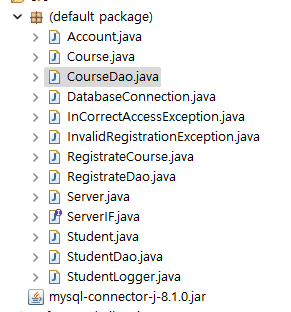 (default package)
Account.java
Course.java
CourseDao.java
DatabaseConnection.java
InCorrectAccessException.java
InvalidRegistrationException.java
RegistrateCourse.java
RegistrateDao.java
Server.java
ServerIF.java
Student.java
StudentDao.java
StudentLogger.java
mysql-connector-j-8.1.0.jar